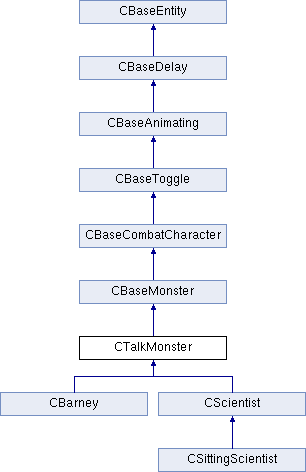 CBaseEntity
CBaseDelay
CBaseAnimating
CBaseToggle
CBaseCombatCharacter
CBaseMonster
CTalkMonster
CBarney
CScientist
CSittingScientist